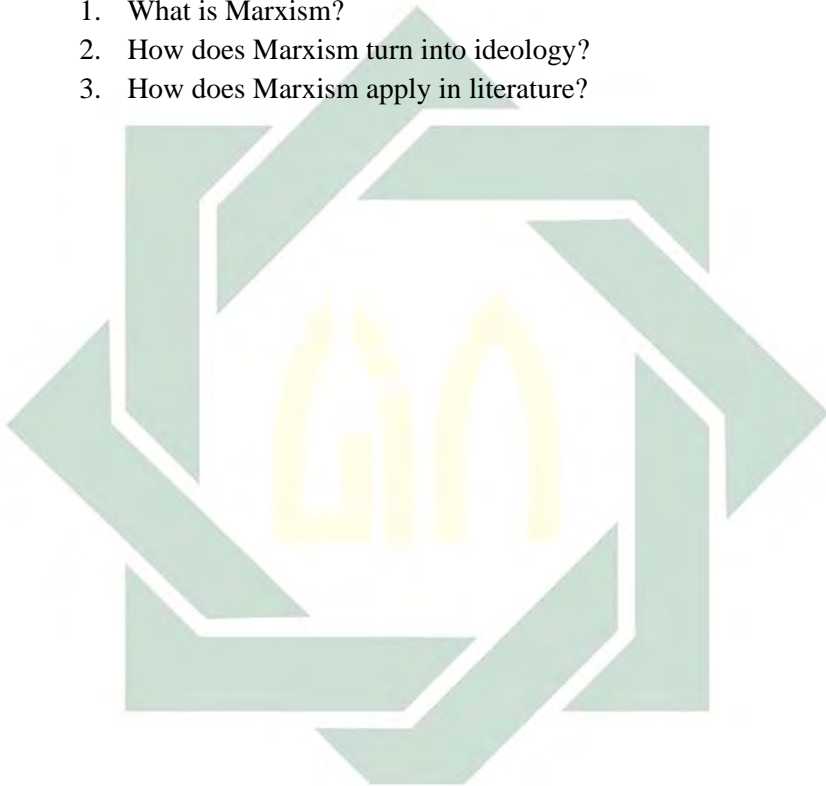 1. What is Marxism?
2. How does Marxism turn into ideology?
3. How does Marxism apply in literature?